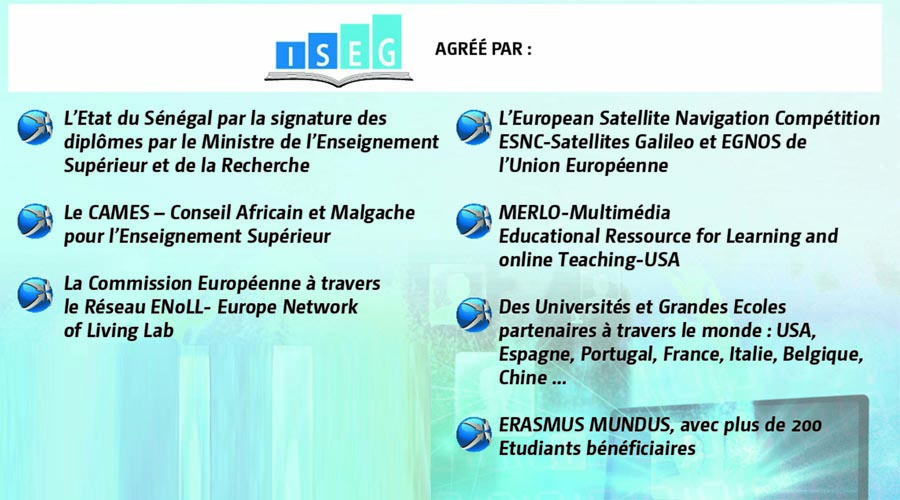 ISEG AGRÉÉ PAR :
L’Etat du Sénégal par la signature des
diplômes par le Ministre de l’Enseignement
Supérieur et de la Recherche
Le CAMES – Conseil Africain et Malgache
pour l’Enseignement Supérieur
La Commission Européenne à travers
le Réseau ENoLL- Europe Network
of Living Lab
L’European Satellite Navigation Compétition
ESNC-Satellites Galileo et EGNOS de
l’Union Européenne
MERLO-Multimédia
Educational Ressource for Learning and
online Teaching-USA
Des Universités et Grandes Ecoles
partenaires à travers le monde : USA,
Espagne, Portugal, France, Italie, Belgique,
Chine ...
ERASMUS MUNDUS, avec plus de 200
Etudiants bénéficiaires